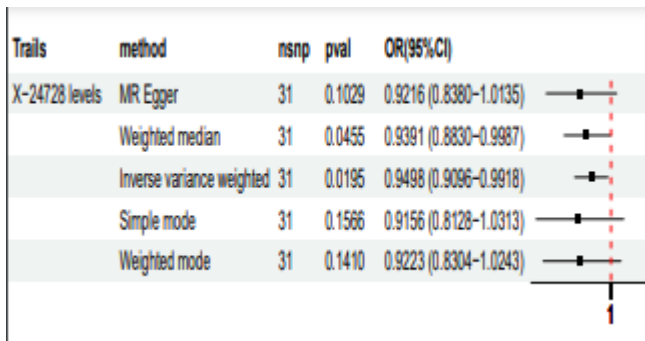 Trails method nsnp pval OR(95%CI)
X−24728 levels MR Egger 31 0.1029 0.9216 (0.8380−1.0135)
Weighted median 31 0.0455 0.9391 (0.8830−0.9987)
Inverse variance weighted 31 0.0195 0.9498 (0.9096−0.9918)
Simple mode 31 0.1566 0.9156 (0.8128−1.0313)
Weighted mode 31 0.1410 0.9223 (0.8304−1.0243)
1